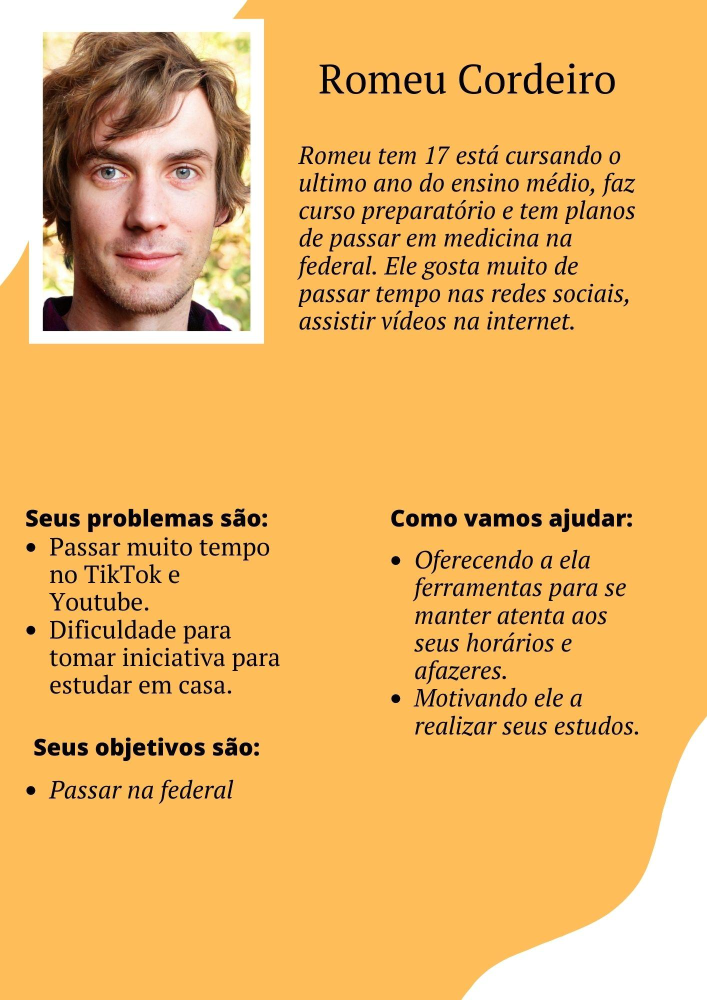 Romeu Cordeiro
Romeu tem 17 está cursando o
ultimo ano do ensino médio, faz
curso preparatório e tem planos
de passar em medicina na
federal. Ele gosta muito de
passar tempo nas redes sociais,
assistir vídeos na internet.
Seus problemas são:
• Passar muito tempo
no TikTok e
Youtube.
• Dificuldade para
tomar iniciativa para
estudar em casa.
Seus objetivos são:
• Passar na federal
Como vamos ajudar:
• Oferecendo a ela
ferramentas para se
manter atenta aos
seus horários e
afazeres.
• Motivando ele a
realizar seus estudos.